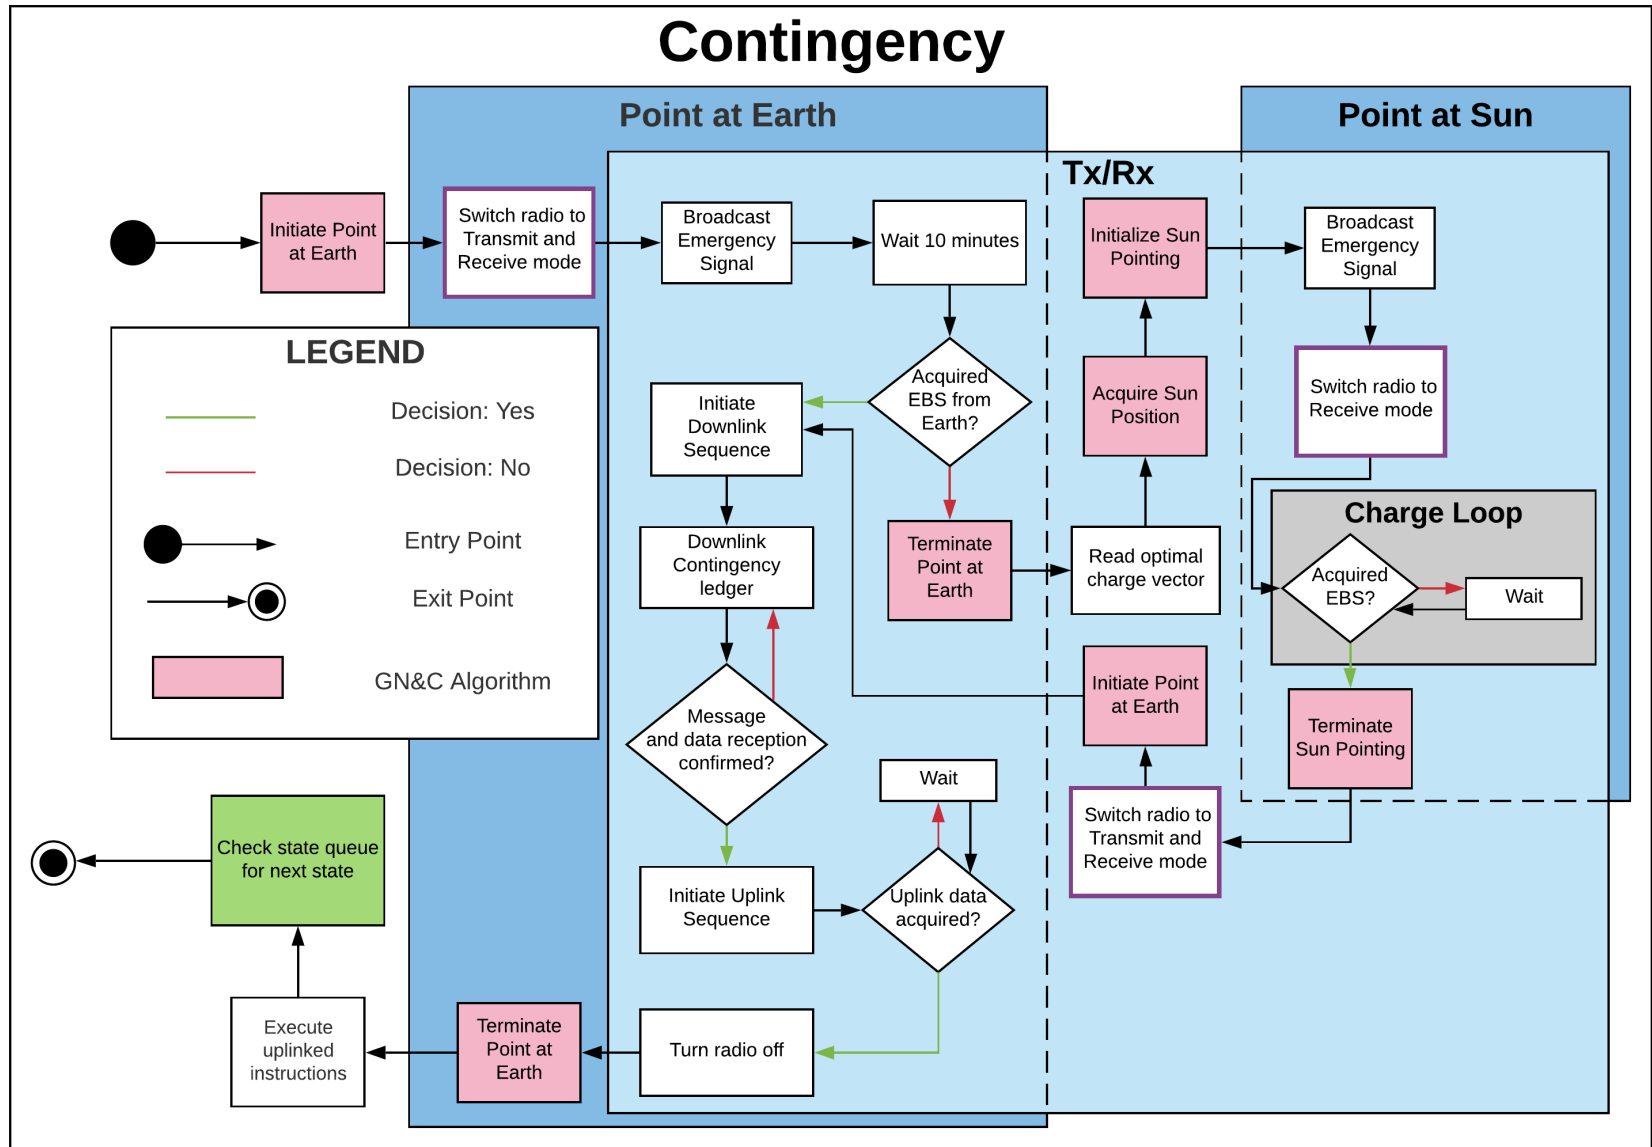 Contingency
Point at Earth
Point at Sun
Tx/Rx
Initiate Point
at Earth
Switch radio to
Transmit and
Receive mode
Broadcast
Emergency
Signal
Wait 10 minutes
Initialize Sun
Pointing
Broadcast
Emergency
Signal
LEGEND
Decision: Yes
Decision: No
Entry Point
Exit Point
GN&C Algorithm
Acquired
EBS from
Earth?
Initiate
Downlink
Sequence
Acquire Sun
Position
Switch radio to
Receive mode
Downlink
Contingency
ledger
Terminate
Point at
Earth
Read optimal
charge vector
Charge Loop
Acquired
EBS?
Wait
Message
and data reception
confirmed?
Initiate Point
at Earth
Terminate
Sun Pointing
Wait
Switch radio to
Transmit and
Receive mode
Check state queue
for next state
Initiate Uplink
Sequence
Uplink data
acquired?
Execute
uplinked
instructions
Terminate
Point at
Earth
Turn radio off